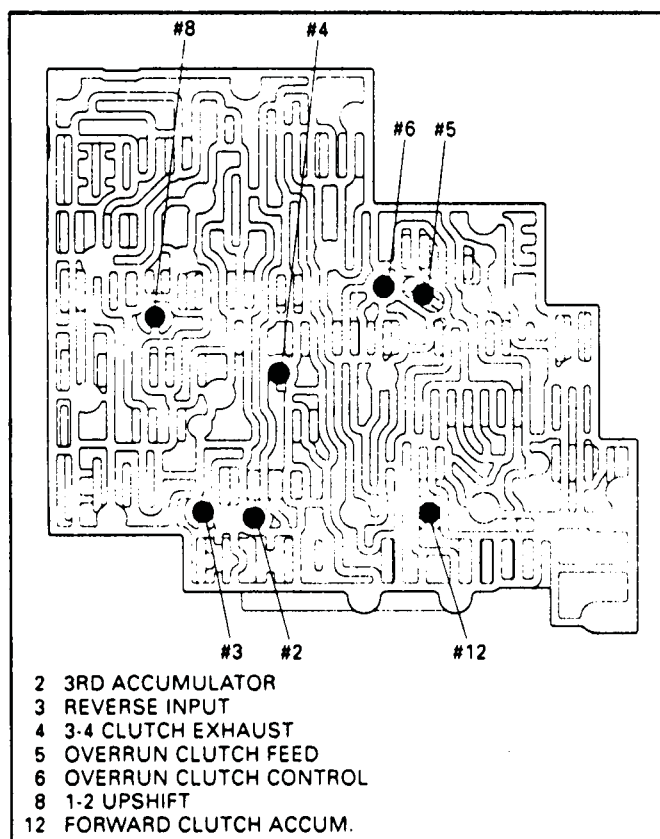 #8 #4
#6 #5
#3 #2 #12
2 3RD ACCUMULATOR
3 REVERSE INPUT
4 3-4 CLUTCH EXHAUST
5 OVERRUN CLUTCH FEED
6 OVERRUN CLUTCH CONTROL
8 1-2 UPSHIFT
12 FORWARD CLUTCH ACCUM.